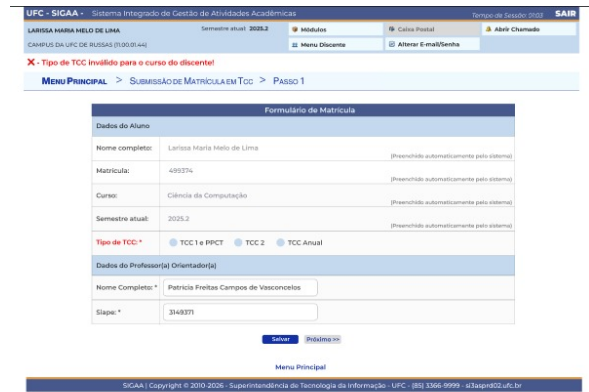 UFC - SIGAA - Sistema Integrado de Gestão de Atividades Acadêmicas
Tempo de Sessão: 01:03 SAIR
LARISSA MARIA MELO DE LIMA Semestre atual: 2025.2 Módulos Caixa Postal Abrir Chamado
CAMPUS DA UFC DE RUSSAS (11.00.01.44) Menu Discente Alterar E-mail/Senha
X - Tipo de TCC Inválido para o curso do discente!
MENU PRINCIPAL > SUBMISSÃO DE MATRÍCULA EM TCC > PASSO 1
Formulário de Matrícula
Dados do Aluno
Nome completo: Larissa Maria Melo de Lima
(Preenchido automaticamente pelo sistema)
Matrícula: 499374
(Preenchido automaticamente pelo sistema)
Curso: Ciência da Computação
(Preenchido automaticamente pelo sistema)
Semestre atual: 2025.2
(Preenchido automaticamente pelo sistema)
Tipo de TCC: * TCC 1 e PPCT TCC 2 TCC Anual
Dados do Professor(a) Orientador(a)
Nome Completo: * Patrícia Freitas Campos de Vasconcelos
Siape: * 3149371
Salvar Próximo >>
Menu Principal
SIGAA | Copyright © 2010-2026 - Superintendência de Tecnologia da Informação - UFC - (85) 3366-9999 - si3asprd02.ufc.br